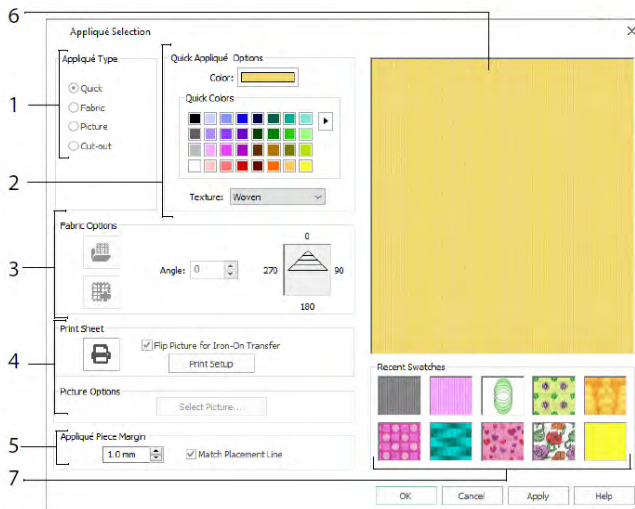 6
Appliqué Selection
1
Appliqué Type
Quick
Fabric
Picture
Cut-out
2
Quick Appliqué Options
Color:
Quick Colors
Texture: Woven
3
Fabric Options
Angle: 0
0
270
90
180
4
Print Sheet
Flip Picture for Iron-On Transfer
Print Setup
Picture Options
Select Picture...
5
Appliqué Piece Margin
1.0 mm
Match Placement Line
Recent Swatches
7
OK
Cancel
Apply
Help